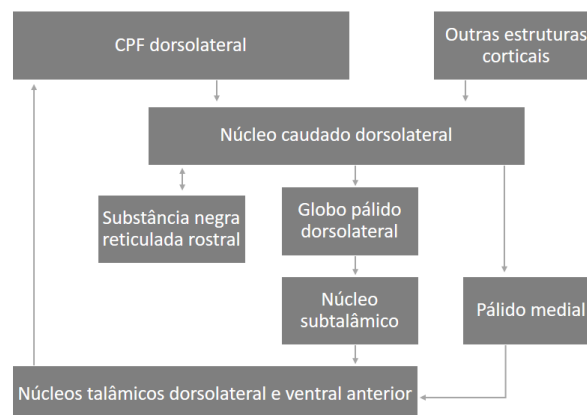 CPF dorsolateral
Outras estruturas
corticais
Núcleo caudado dorsolateral
Substância negra
reticulada rostral
Globo pálido
dorsolateral
Núcleo
subtalâmico
Pálido medial
Núcleos talâmicos dorsolateral e ventral anterior